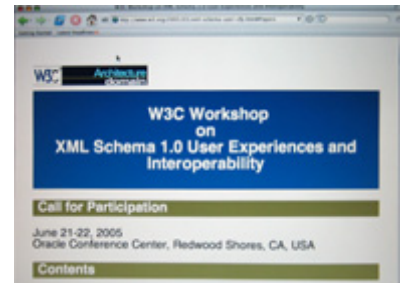 W3C Architecture
W3C Workshop
on
XML Schema 1.0 User Experiences and
Interoperability
Call for Participation
June 21-22, 2005
Oracle Conference Center, Redwood Shores, CA, USA
Contents